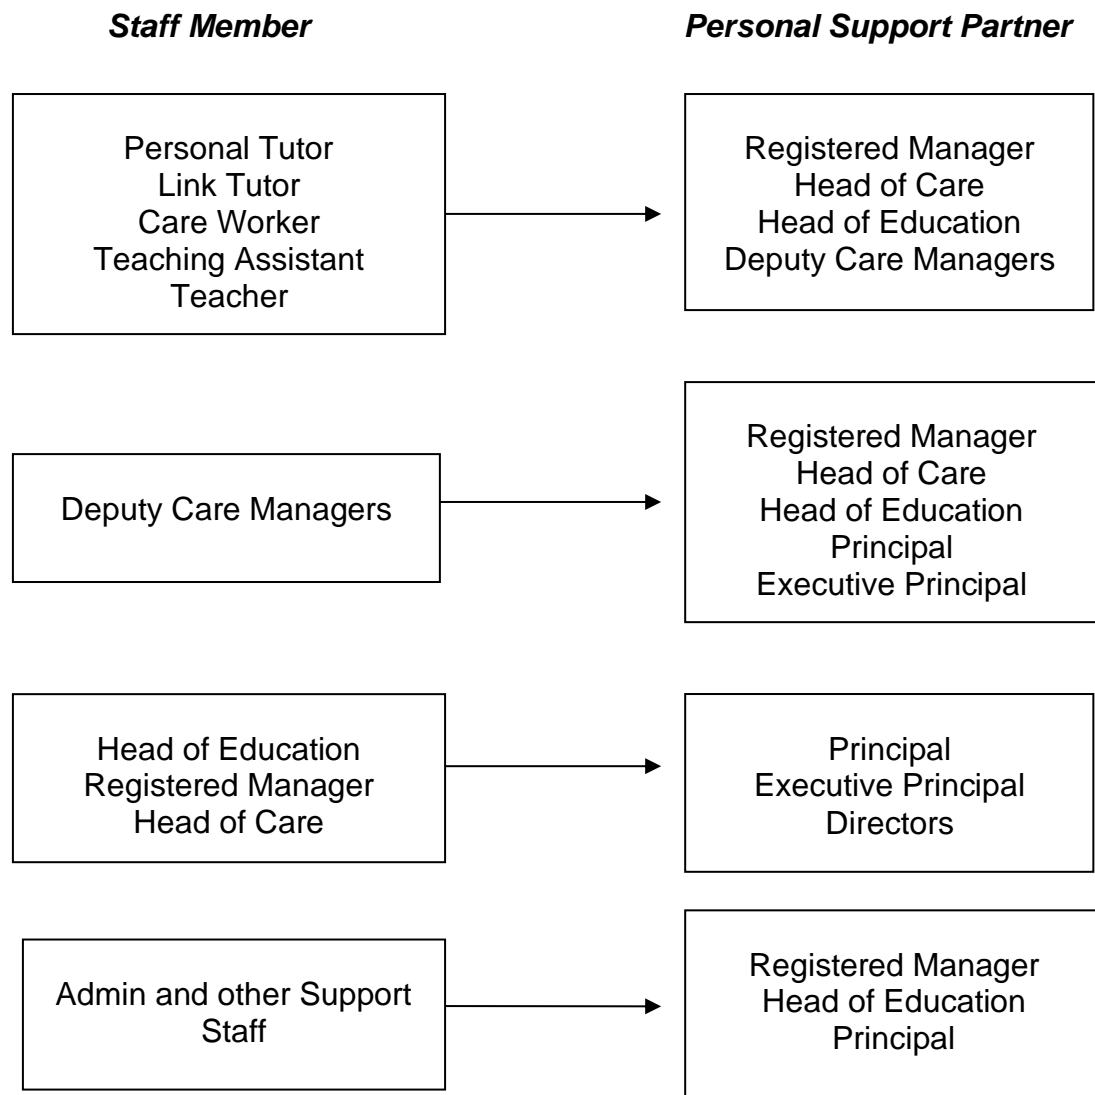 Staff Member
Personal Support Partner
Personal Tutor
Link Tutor
Care Worker
Teaching Assistant
Teacher
Registered Manager
Head of Care
Head of Education
Deputy Care Managers
Deputy Care Managers
Registered Manager
Head of Care
Head of Education
Principal
Executive Principal
Head of Education
Registered Manager
Head of Care
Principal
Executive Principal
Directors
Admin and other Support
Staff
Registered Manager
Head of Education
Principal